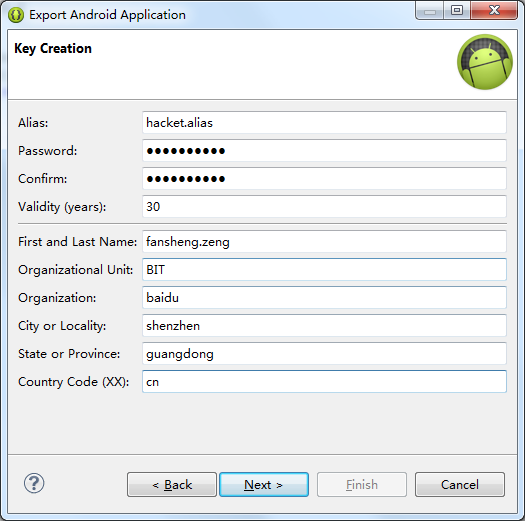 Export Android Application
Key Creation
Alias: hacket.alias
Password: ●●●●●●●●●●
Confirm: ●●●●●●●●●●
Validity (years): 30
First and Last Name: fansheng.zeng
Organizational Unit: BIT
Organization: baidu
City or Locality: shenzhen
State or Province: guangdong
Country Code (XX): cn
? < Back Next > Finish Cancel